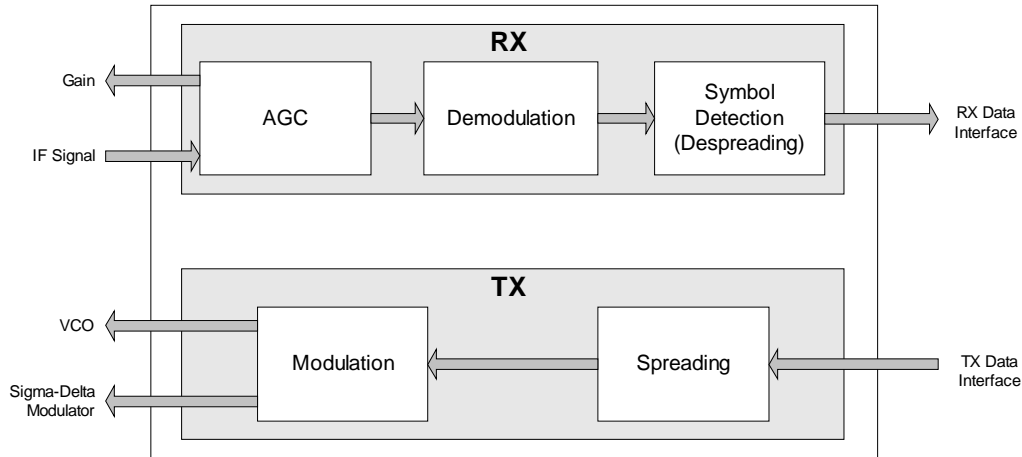 RX
Gain
AGC
Demodulation
Symbol
Detection
(Despreading)
RX Data
Interface
IF Signal
TX
VCO
Modulation
Spreading
TX Data
Interface
Sigma-Delta
Modulator